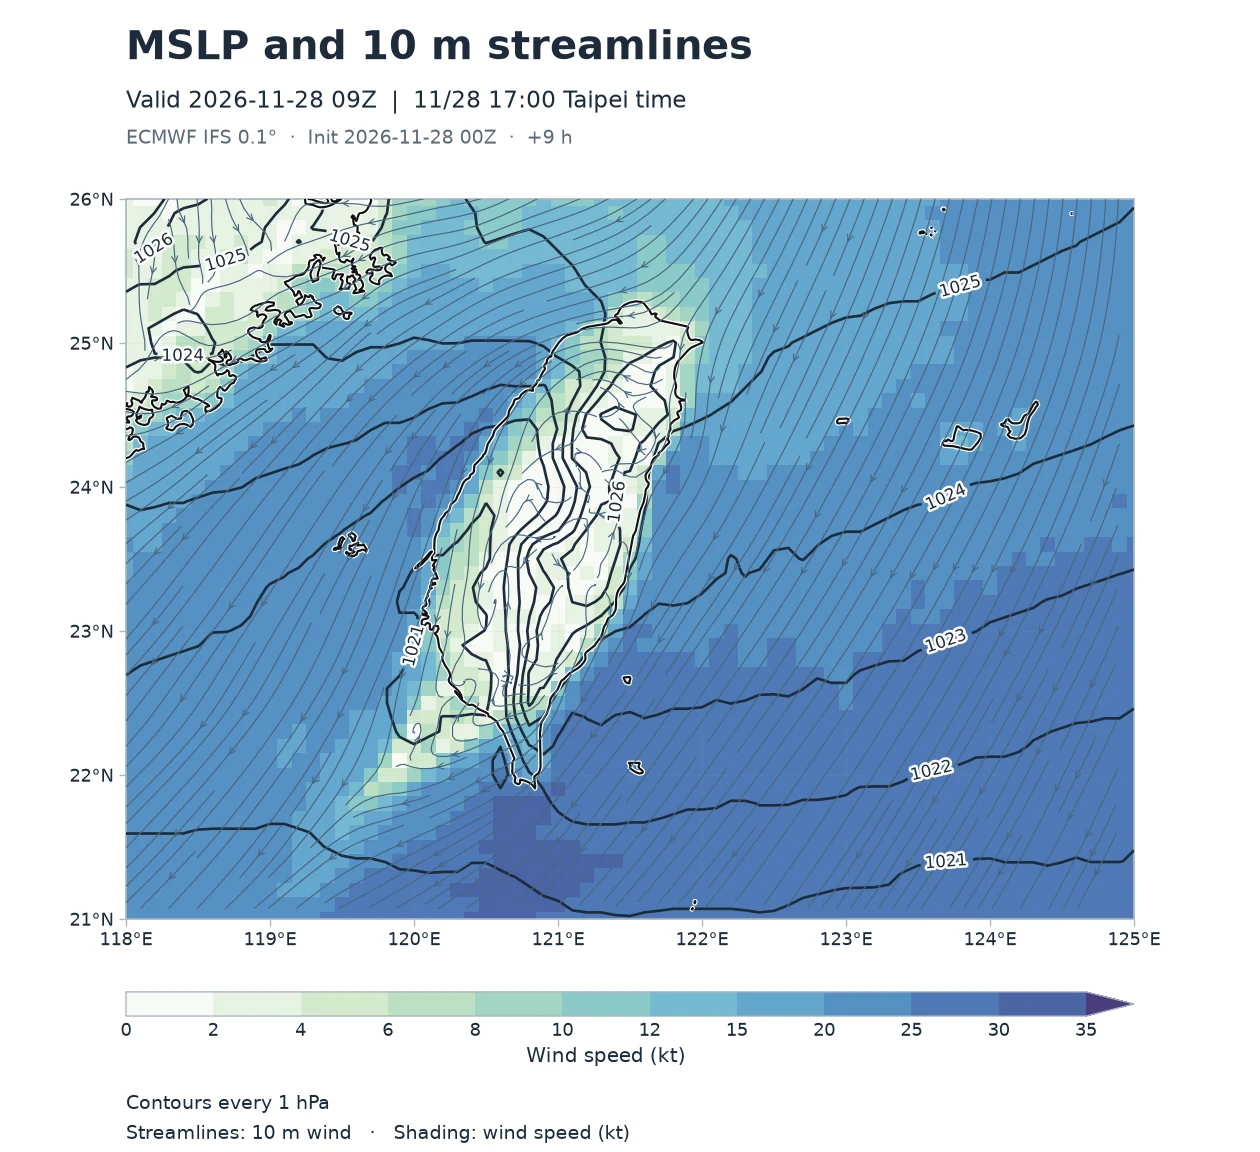 MSLP and 10 m streamlines
Valid 2026-11-28 09Z | 11/28 17:00 Taipei time
ECMWF IFS 0.1° · Init 2026-11-28 00Z · +9 h
26°N
25°N
24°N
23°N
22°N
21°N
1026
1025
1025
1024
1025
1024
1026
1023
1021
1022
1021
118°E 119°E 120°E 121°E 122°E 123°E 124°E 125°E
0 2 4 6 8 10 12 15 20 25 30 35
Wind speed (kt)
Contours every 1 hPa
Streamlines: 10 m wind · Shading: wind speed (kt)